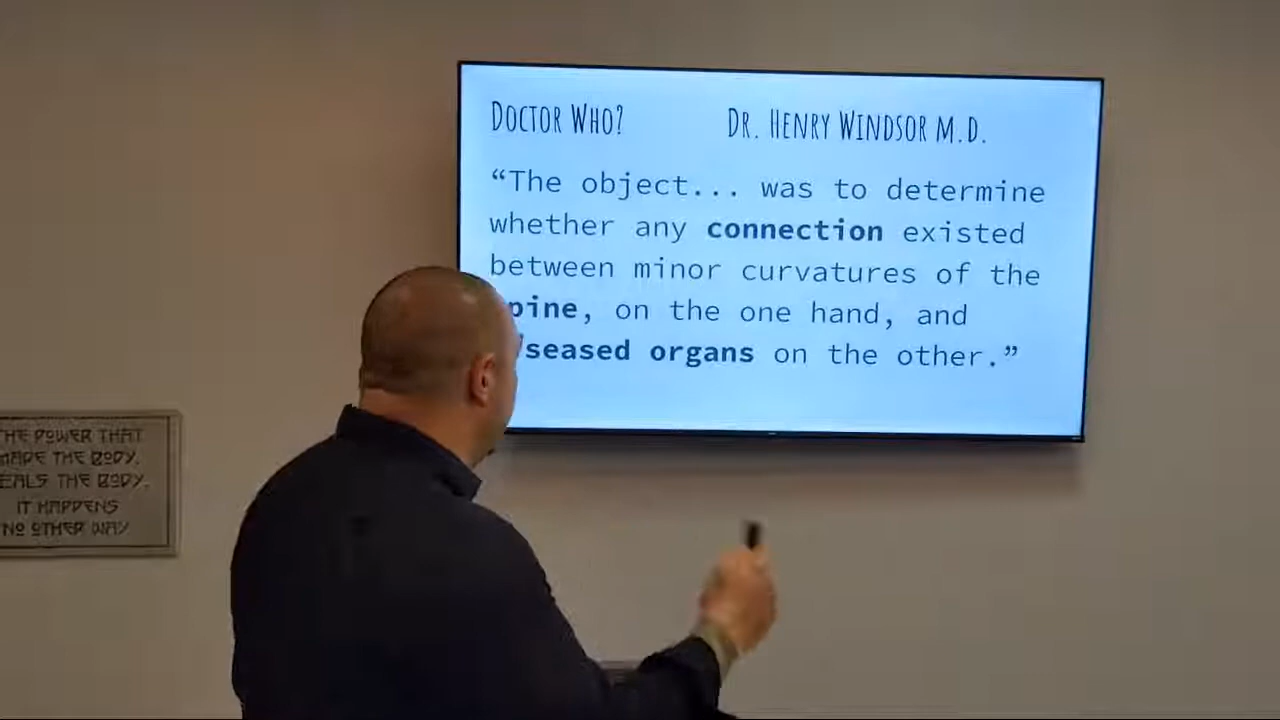 DOCTOR WHO?
DR. HENRY WINDSOR M.D.
“The object... was to determine
whether any connection existed
between minor curvatures of the
pine, on the one hand, and
seased organs on the other.”
HE POWER THAT
MADE THE BODY,
EALS THE BODY,
IT HAPPENS
NO OTHER WAY